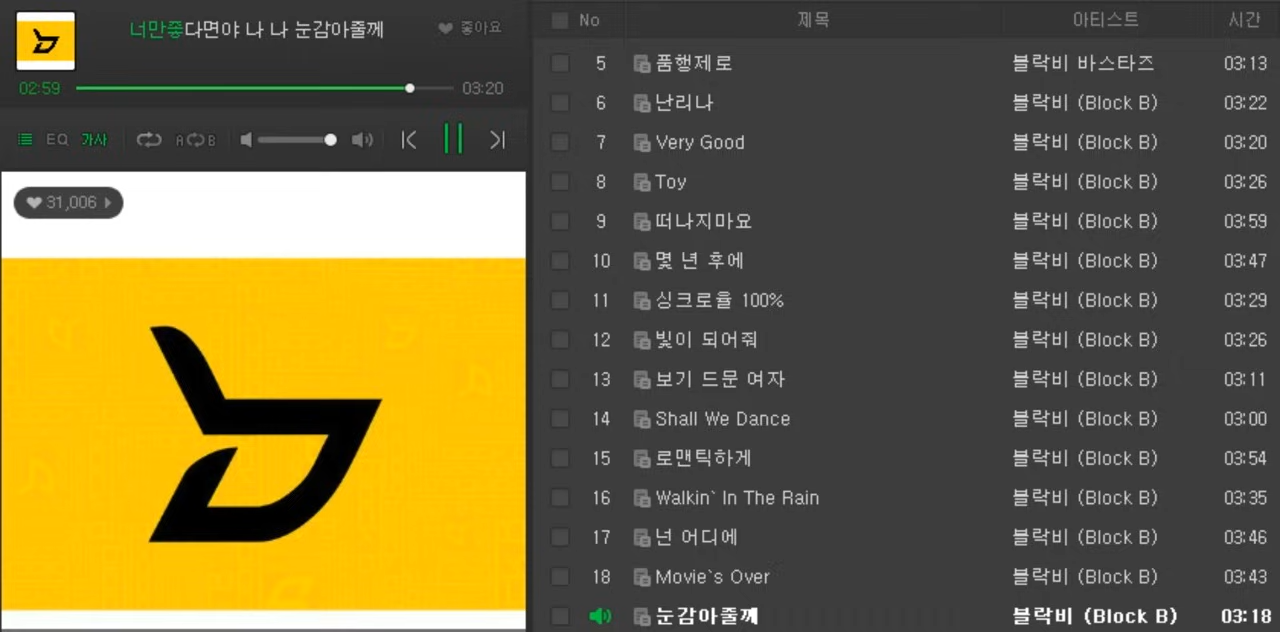 너만좋다면야 나 나 눈감아줄께
좋아요
02:59 03:20
EQ 가사 A B
31,006
No 제목 아티스트 시간
5 품행제로 블락비 바스타즈 03:13
6 난리나 블락비 (Block B) 03:22
7 Very Good 블락비 (Block B) 03:20
8 Toy 블락비 (Block B) 03:26
9 떠나지마요 블락비 (Block B) 03:59
10 몇 년 후에 블락비 (Block B) 03:47
11 싱크로율 100% 블락비 (Block B) 03:29
12 빛이 되어줘 블락비 (Block B) 03:26
13 보기 드문 여자 블락비 (Block B) 03:11
14 Shall We Dance 블락비 (Block B) 03:00
15 로맨틱하게 블락비 (Block B) 03:54
16 Walkin` In The Rain 블락비 (Block B) 03:35
17 넌 어디에 블락비 (Block B) 03:46
18 Movie`s Over 블락비 (Block B) 03:43
눈감아줄께 블락비 (Block B) 03:18